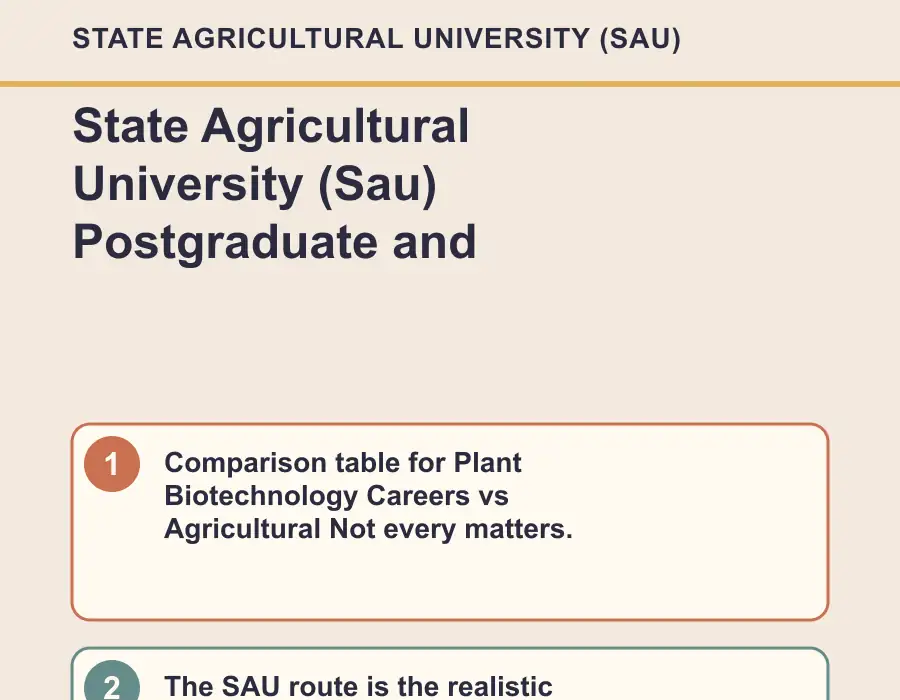 STATE AGRICULTURAL UNIVERSITY (SAU)
State Agricultural
University (Sau)
Postgraduate and
1
Comparison table for Plant
Biotechnology Careers vs
Agricultural Not every matters.
2
The SAU route is the realistic